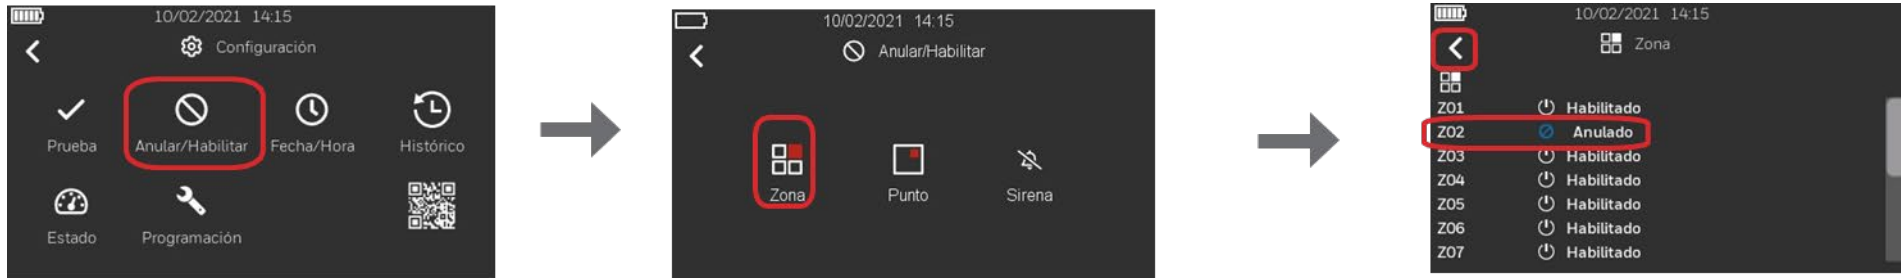 10/02/2021 14:15
Configuración
Prueba Anular/Habilitar Fecha/Hora Histórico
Estado Programación
10/02/2021 14:15
Anular/Habilitar
Zona Punto Sirena
10/02/2021 14:15
Zona
Z01 Habilitado
Z02 Anulado
Z03 Habilitado
Z04 Habilitado
Z05 Habilitado
Z06 Habilitado
Z07 Habilitado